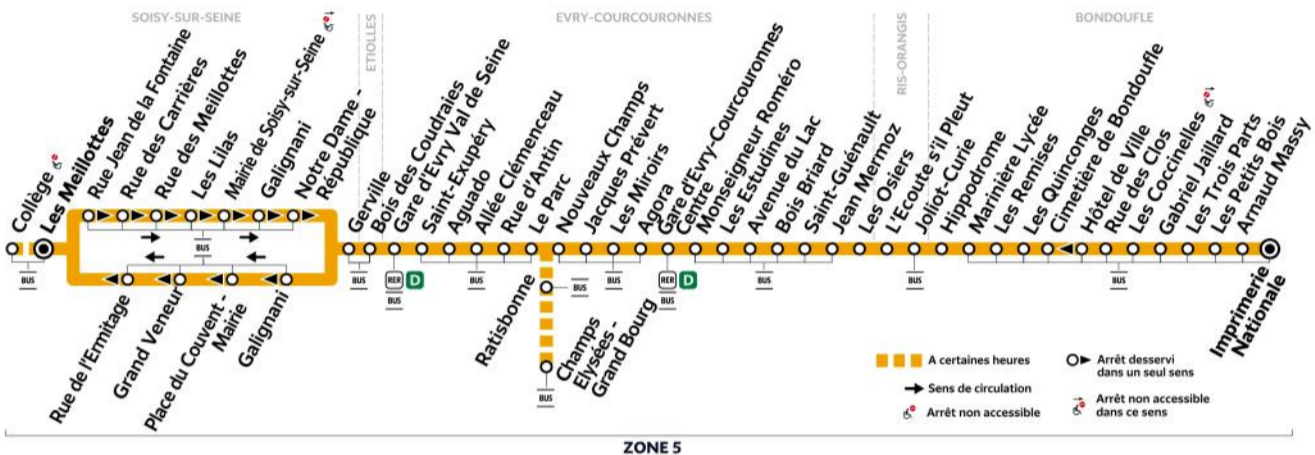 SOISY-SUR-SEINE
ETIOLLES
EVRY-COURCOURONNES
RIS-ORANGIS
BONDOUFLE
Collège
Les Meillottes
Rue Jean de la Fontaine
Rue des Carrières
Rue des Meillottes
Les Lilas
Mairie de Soisy-sur-Seine
Galignani
Notre Dame -
République
Gerville
Bois des Coudraies
Gare d'Evry Val de Seine
Saint-Exupéry
Aguado
Allée Clémenceau
Rue d'Antin
Le Parc
Nouveaux Champs
Jacques Prévert
Les Miroirs
Agora
Gare d'Evry-Courcouronnes
Centre
Monseigneur Roméro
Les Estudines
Avenue du Lac
Bois Briard
Saint-Guénault
Jean Mermoz
Les Osiers
L'Ecoute s'il Pleut
Joliot-Curie
Hippodrome
Marinière Lycée
Les Remises
Les Quinconges
Cimetière de Bondoufle
Hôtel de Ville
Rue des Clos
Les Coccinelles
Gabriel Jaillard
Les Trois Parts
Les Petits Bois
Arnaud Massy
BUS
BUS
BUS
RER D
BUS
BUS
BUS
BUS
RER D
BUS
BUS
BUS
BUS
Rue de l'Ermitage
Grand Veneur
Place du Couvent -
Mairie
Galignani
Ratisbonne
Champs
Elysées -
Grand Bourg
BUS
Imprimerie
Nationale
A certaines heures
Sens de circulation
Arrêt non accessible
Arrêt desservi
dans un seul sens
Arrêt non accessible
dans ce sens
ZONE 5